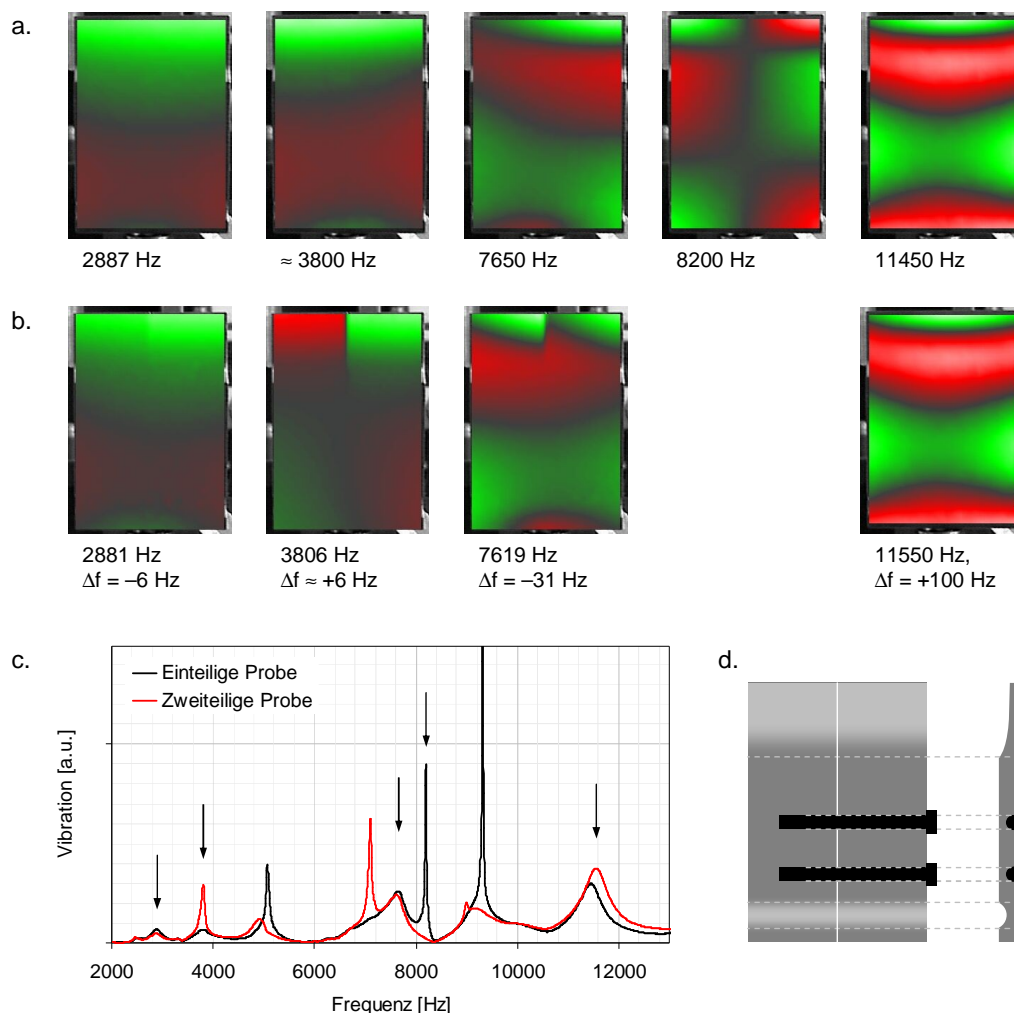 a.
2887 Hz
≈ 3800 Hz
7650 Hz
8200 Hz
11450 Hz
b.
2881 Hz
Δf = –6 Hz
3806 Hz
Δf ≈ +6 Hz
7619 Hz
Δf = –31 Hz
11550 Hz,
Δf = +100 Hz
c.
Einteilige Probe
Zweiteilige Probe
Vibration [a.u.]
2000
4000
6000
8000
10000
12000
Frequenz [Hz]
d.